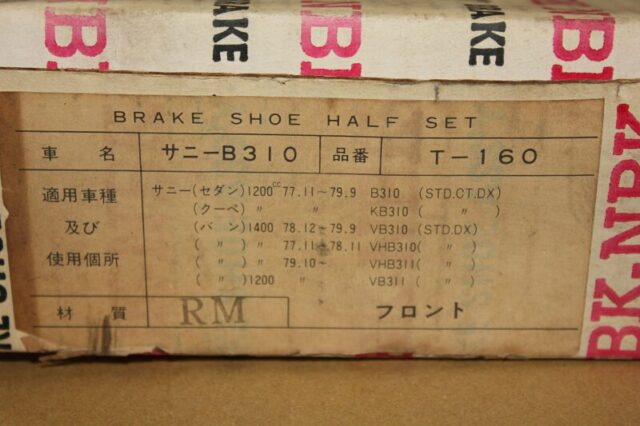 BRAKE
BRAKE SHOE HALF SET
車名 サニーB310 品番 T-160
適用車種
及び
使用個所
サニー(セダン)1200cc 77.11~79.9 B310 (STD.CT.DX)
(クーペ) 〃 〃 KB310 ( 〃 )
(バン) 1400 78.12~79.9 VB310 (STD.DX)
( 〃 ) 〃 77.11~78.11 VHB310( 〃 )
( 〃 ) 〃 79.10~ VHB311( 〃 )
( 〃 )1200 〃 VB311 ( 〃 )
材質 RM フロント
BK-NBK